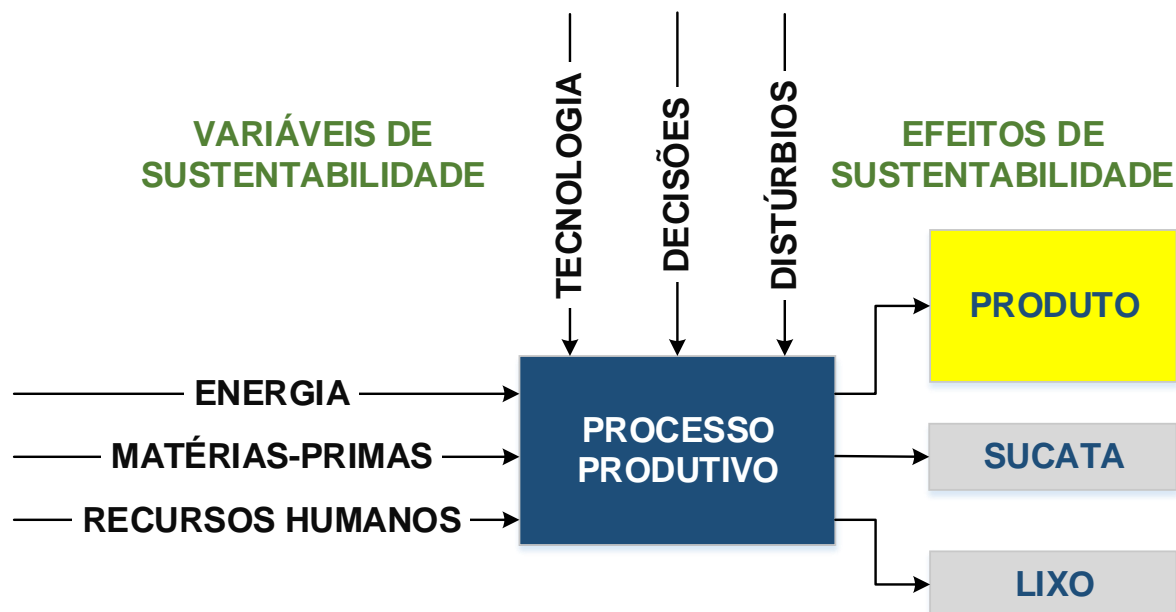 VARIÁVEIS DE
SUSTENTABILIDADE
TECNOLOGIA
DECISÕES
DISTÚRBIOS
EFEITOS DE
SUSTENTABILIDADE
PRODUTO
ENERGIA
MATÉRIAS-PRIMAS
RECURSOS HUMANOS
PROCESSO
PRODUTIVO
SUCATA
LIXO